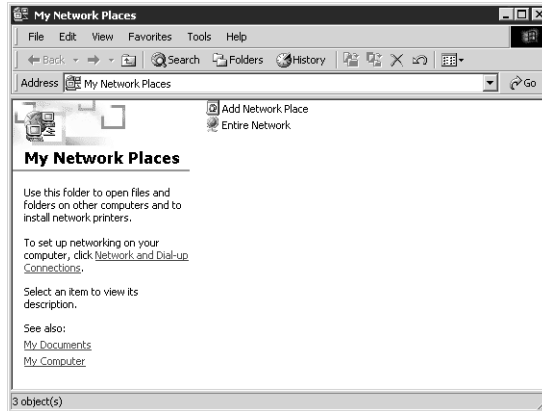 My Network Places
File Edit View Favorites Tools Help
Back Search Folders History
Address My Network Places Go
Add Network Place
Entire Network
My Network Places
Use this folder to open files and
folders on other computers and to
install network printers.
To set up networking on your
computer, click Network and Dial-up
Connections.
Select an item to view its
description.
See also:
My Documents
My Computer
3 object(s)